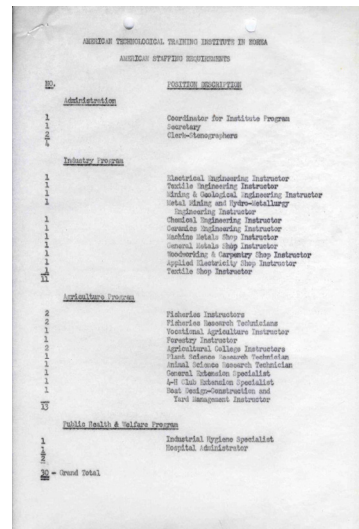 AMERICAN TECHNOLOGICAL TRAINING INSTITUTE IN KOREA
AMERICAN STAFFING REQUIREMENTS
NO. POSITION DESCRIPTION
Administration
1 Coordinator for Institute Program
1 Secretary
2 Clerk-Stenographers
4
Industry Program
1 Electrical Engineering Instructor
1 Textile Engineering Instructor
1 Mining & Geological Engineering Instructor
1 Metal Mining and Hydro-Metallurgy
Engineering Instructor
1 Chemical Engineering Instructor
1 Ceramics Engineering Instructor
1 Machine Metals Shop Instructor
1 General Metals Shop Instructor
1 Woodworking & Carpentry Shop Instructor
1 Applied Electricity Shop Instructor
1 Textile Shop Instructor
11
Agriculture Program
2 Fisheries Instructors
2 Fisheries Research Technicians
1 Vocational Agriculture Instructor
1 Forestry Instructor
2 Agricultural College Instructors
1 Plant Science Research Technician
1 Animal Science Research Technician
1 General Extension Specialist
1 4-H Club Extension Specialist
1 Boat Design-Construction and
Yard Management Instructor
13
Public Health & Welfare Program
1 Industrial Hygiene Specialist
1 Hospital Administrator
2
30 = Grand Total